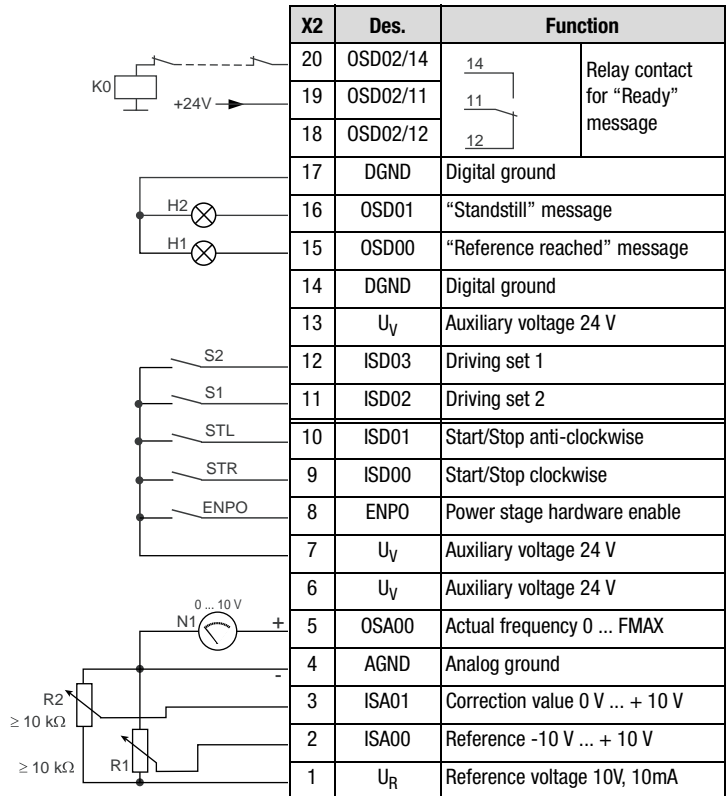 X2 Des. Function
20 OSD02/14 14 Relay contact
K0 +24V 19 OSD02/11 11 for “Ready”
18 OSD02/12 12 message
17 DGND Digital ground
H2 16 OSD01 “Standstill” message
H1 15 OSD00 “Reference reached” message
14 DGND Digital ground
13 UV Auxiliary voltage 24 V
S2 12 ISD03 Driving set 1
S1 11 ISD02 Driving set 2
STL 10 ISD01 Start/Stop anti-clockwise
STR 9 ISD00 Start/Stop clockwise
ENPO 8 ENPO Power stage hardware enable
7 UV Auxiliary voltage 24 V
6 UV Auxiliary voltage 24 V
0 ... 10 V
N1 + 5 OSA00 Actual frequency 0 ... FMAX
- 4 AGND Analog ground
R2 3 ISA01 Correction value 0 V ... + 10 V
≥ 10 kΩ
2 ISA00 Reference -10 V ... + 10 V
≥ 10 kΩ R1
1 UR Reference voltage 10V, 10mA